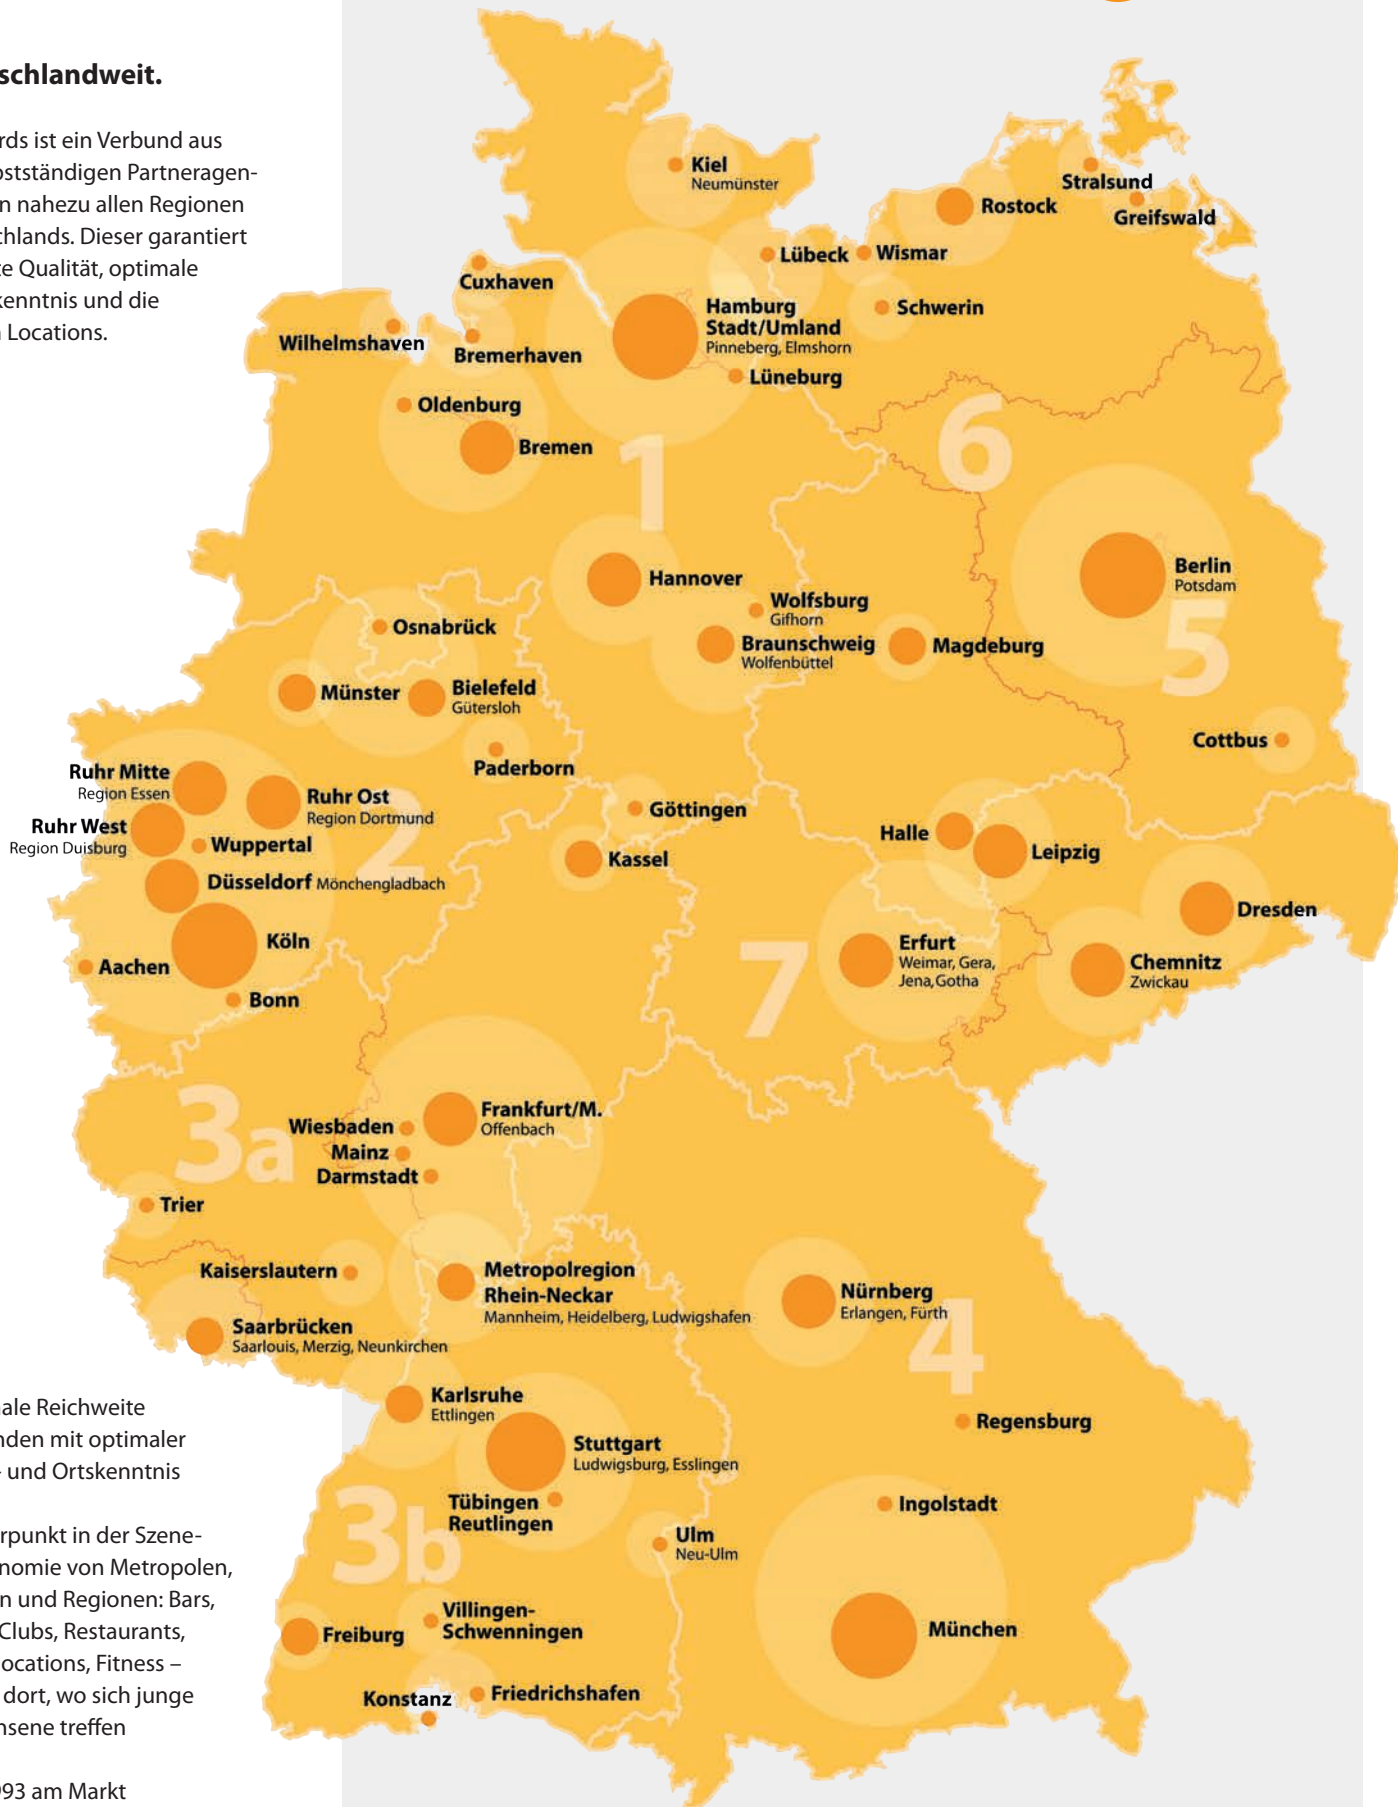 schlandweit.
rds ist ein Verbund aus
ostständigen Partneragen-
n nahezu allen Regionen
chlands. Dieser garantiert
te Qualität, optimale
kenntnis und die
n Locations.
Kiel
Neumünster
Stralsund
Rostock
Greifswald
Lübeck
Wismar
Cuxhaven
Hamburg
Stadt/Umland
Pinneberg, Elmshorn
Schwerin
Wilhelmshaven
Bremerhaven
Lüneburg
Oldenburg
Bremen
6
1
Berlin
Potsdam
Hannover
Wolfsburg
Gifhorn
Osnabrück
Braunschweig
Wolfenbüttel
Magdeburg
5
Münster
Bielefeld
Gütersloh
Cottbus
Paderborn
Ruhr Mitte
Region Essen
Ruhr Ost
Region Dortmund
Göttingen
Ruhr West
Region Duisburg
Wuppertal
2
Halle
Leipzig
Kassel
Düsseldorf Mönchengladbach
Dresden
Köln
Erfurt
Weimar, Gera,
Jena, Gotha
Aachen
Chemnitz
Zwickau
7
Bonn
Frankfurt/M.
Offenbach
3a
Wiesbaden
Mainz
Darmstadt
Trier
Kaiserslautern
Metropolregion
Rhein-Neckar
Mannheim, Heidelberg, Ludwigshafen
Nürnberg
Erlangen, Fürth
Saarbrücken
Saarlouis, Merzig, Neunkirchen
4
Karlsruhe
Ettlingen
Regensburg
Stuttgart
Ludwigsburg, Esslingen
Tübingen
Reutlingen
Ingolstadt
3b
Ulm
Neu-Ulm
Villingen-
Schwenningen
Freiburg
München
Konstanz
Friedrichshafen
nale Reichweite
nden mit optimaler
- und Ortskenntnis
rpunkt in der Szene-
nomie von Metropolen,
n und Regionen: Bars,
Clubs, Restaurants,
ocations, Fitness –
dort, wo sich junge
hsene treffen
993 am Markt